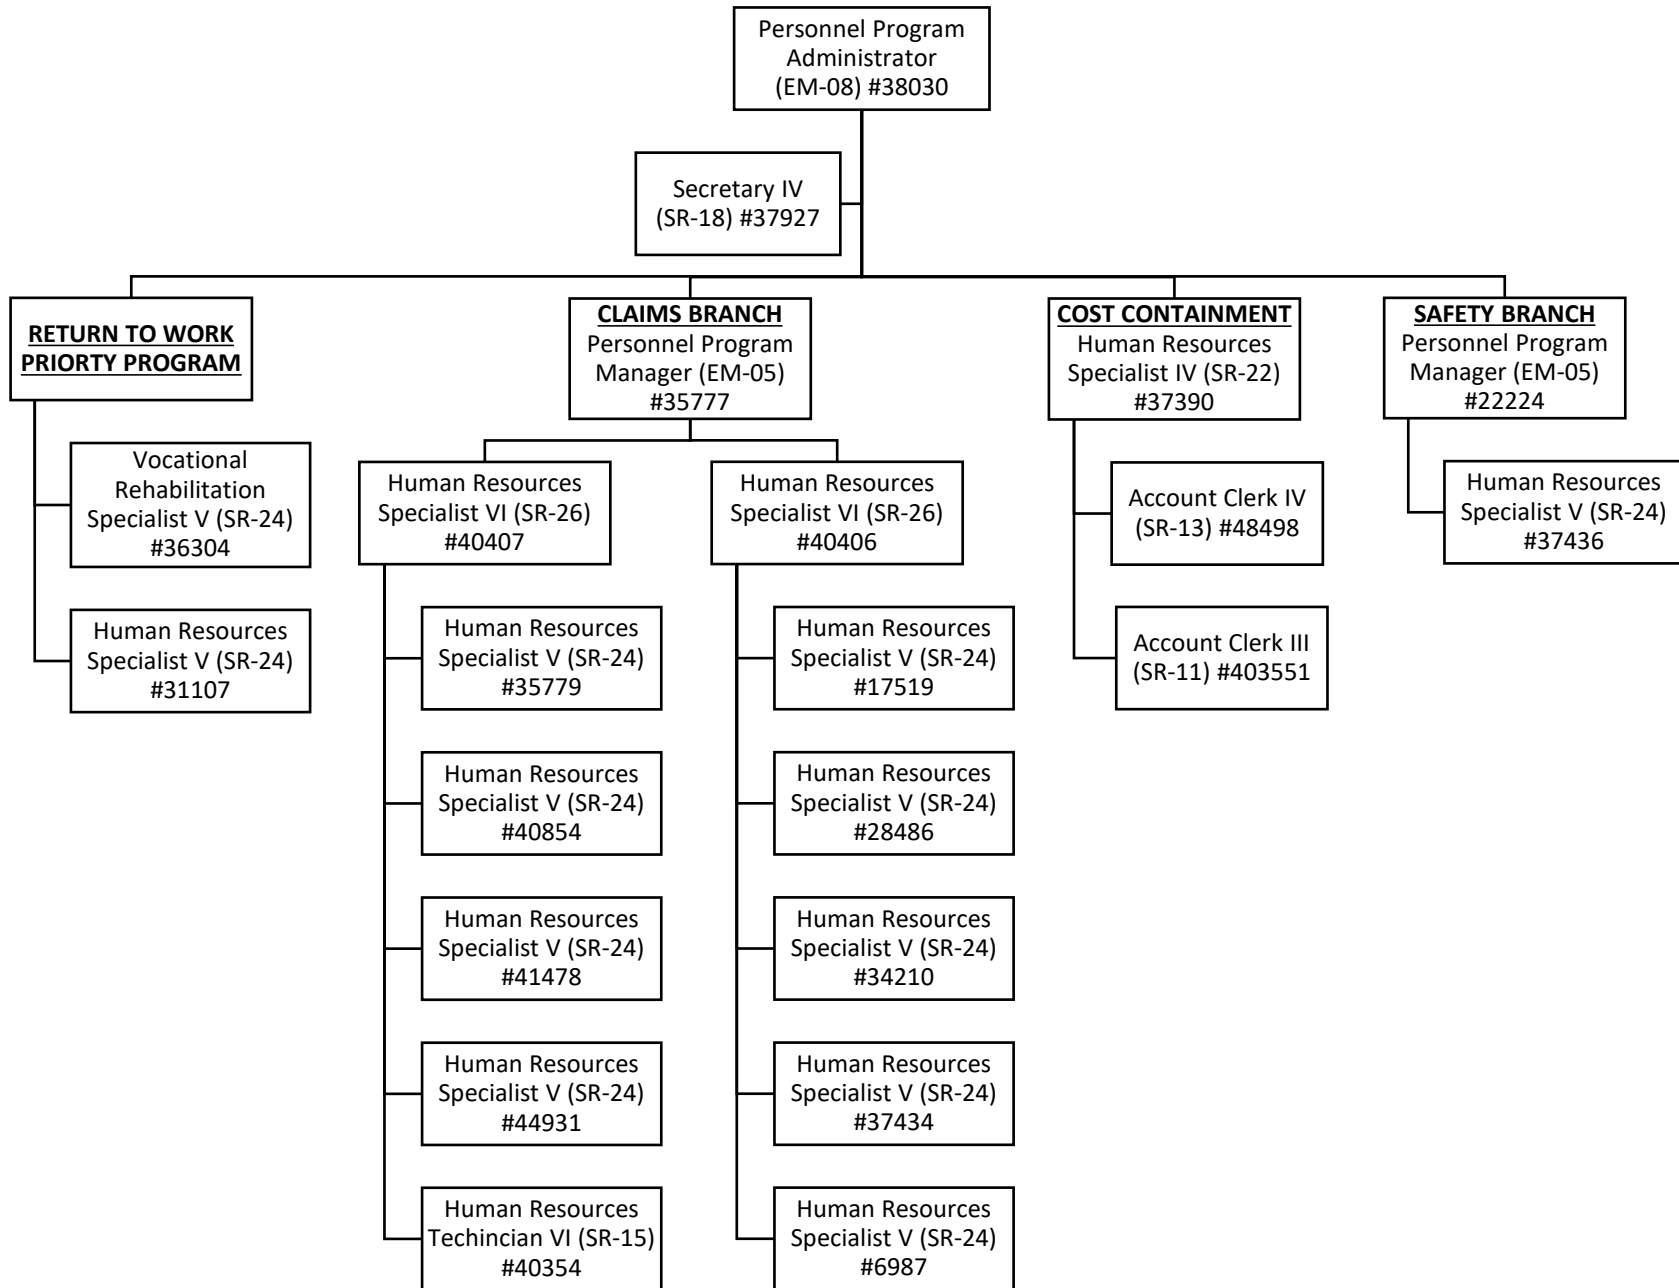 Personnel Program
Administrator
(EM-08) #38030
Secretary IV
(SR-18) #37927
RETURN TO WORK
PRIORTY PROGRAM
Vocational
Rehabilitation
Specialist V (SR-24)
#36304
Human Resources
Specialist V (SR-24)
#31107
CLAIMS BRANCH
Personnel Program
Manager (EM-05)
#35777
Human Resources
Specialist VI (SR-26)
#40407
Human Resources
Specialist V (SR-24)
#35779
Human Resources
Specialist V (SR-24)
#40854
Human Resources
Specialist V (SR-24)
#41478
Human Resources
Specialist V (SR-24)
#44931
Human Resources
Techincian VI (SR-15)
#40354
Human Resources
Specialist VI (SR-26)
#40406
Human Resources
Specialist V (SR-24)
#17519
Human Resources
Specialist V (SR-24)
#28486
Human Resources
Specialist V (SR-24)
#34210
Human Resources
Specialist V (SR-24)
#37434
Human Resources
Specialist V (SR-24)
#6987
COST CONTAINMENT
Human Resources
Specialist IV (SR-22)
#37390
Account Clerk IV
(SR-13) #48498
Account Clerk III
(SR-11) #403551
SAFETY BRANCH
Personnel Program
Manager (EM-05)
#22224
Human Resources
Specialist V (SR-24)
#37436